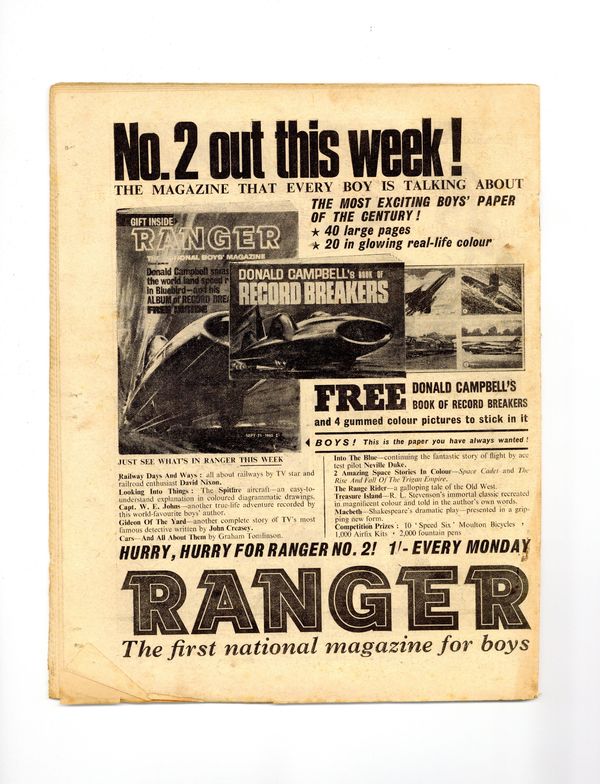 No. 2 out this week!
THE MAGAZINE THAT EVERY BOY IS TALKING ABOUT
THE MOST EXCITING BOYS' PAPER
OF THE CENTURY!
★ 40 large pages
★ 20 in glowing real-life colour
GIFT INSIDE
RANGER
THE NATIONAL BOYS' MAGAZINE
Donald Campbell
the world land speed
in Bluebird—and his
ALBUM of RECORD
FREE
DONALD CAMPBELL'S BOOK OF
RECORD BREAKERS
FREE DONALD CAMPBELL'S
BOOK OF RECORD BREAKERS
and 4 gummed colour pictures to stick in it
BOYS! This is the paper you have always wanted!
JUST SEE WHAT'S IN RANGER THIS WEEK
Railway Days And Ways : all about railways by TV star and
railroad enthusiast David Nixon.
Looking Into Things : The Spitfire aircraft—an easy-to-
understand explanation in coloured diagrammatic drawings.
Capt. W. E. Johns—another true-life adventure recorded by
this world-favourite boys' author.
Gideon Of The Yard—another complete story of TV's most
famous detective written by John Creasey.
Cars—And All About Them by Graham Tomlinson.
Into The Blue—continuing the fantastic story of flight by ace
test pilot Neville Duke.
2 Amazing Space Stories In Colour—Space Cadet and The
Rise And Fall Of The Trigan Empire.
The Range Rider—a galloping tale of the Old West.
Treasure Island—R. L. Stevenson's immortal classic recreated
in magnificent colour and told in the author's own words.
Macbeth—Shakespeare's dramatic play—presented in a grip-
ping new form.
Competition Prizes : 10 'Speed Six' Moulton Bicycles •
1,000 Airfix Kits • 2,000 fountain pens
HURRY, HURRY FOR RANGER NO. 2! 1/- EVERY MONDAY
RANGER
The first national magazine for boys